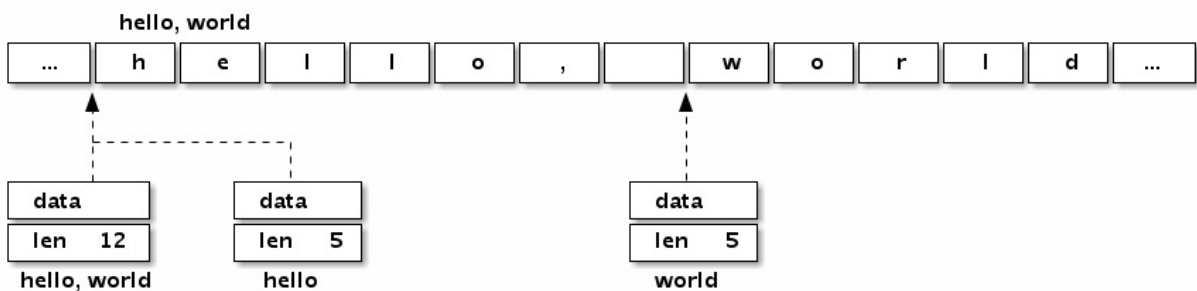 hello, world
... h e l l o , w o r l d ...
data data data
len 12 len 5 len 5
hello, world hello world